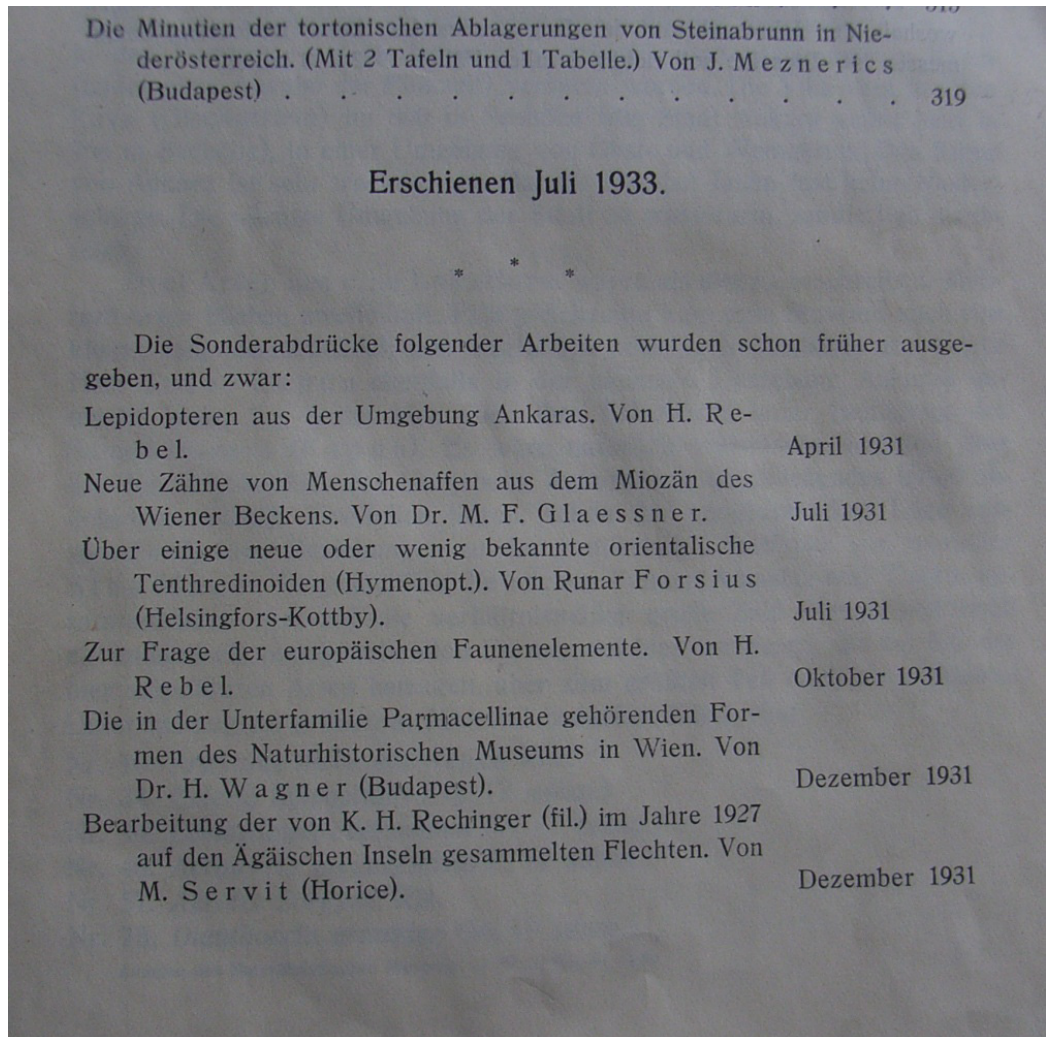 Die Minutien der tortonischen Ablagerungen von Steinabrunn in Nie-
derösterreich. (Mit 2 Tafeln und 1 Tabelle.) Von J. Meznerics
(Budapest) . . . . . . . . . . . . 319
Erschienen Juli 1933.
* * *
Die Sonderabdrücke folgender Arbeiten wurden schon früher ausge-
geben, und zwar:
Lepidopteren aus der Umgebung Ankaras. Von H. Re-
bel. April 1931
Neue Zähne von Menschenaffen aus dem Miozän des
Wiener Beckens. Von Dr. M. F. Glaessner. Juli 1931
Über einige neue oder wenig bekannte orientalische
Tenthredinoiden (Hymenopt.). Von Runar Forsius
(Helsingfors-Kottby). Juli 1931
Zur Frage der europäischen Faunenelemente. Von H.
Rebel. Oktober 1931
Die in der Unterfamilie Parmacellinae gehörenden For-
men des Naturhistorischen Museums in Wien. Von
Dr. H. Wagner (Budapest). Dezember 1931
Bearbeitung der von K. H. Rechinger (fil.) im Jahre 1927
auf den Ägäischen Inseln gesammelten Flechten. Von
M. Servit (Horice). Dezember 1931